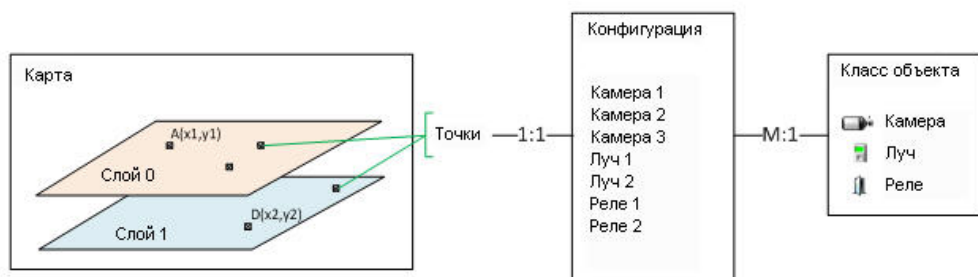 Карта
A(x1,y1)
Слой 0
D(x2,y2)
Слой 1
Точки
1:1
Конфигурация
Камера 1
Камера 2
Камера 3
Луч 1
Луч 2
Реле 1
Реле 2
М:1
Класс объекта
Камера
Луч
Реле